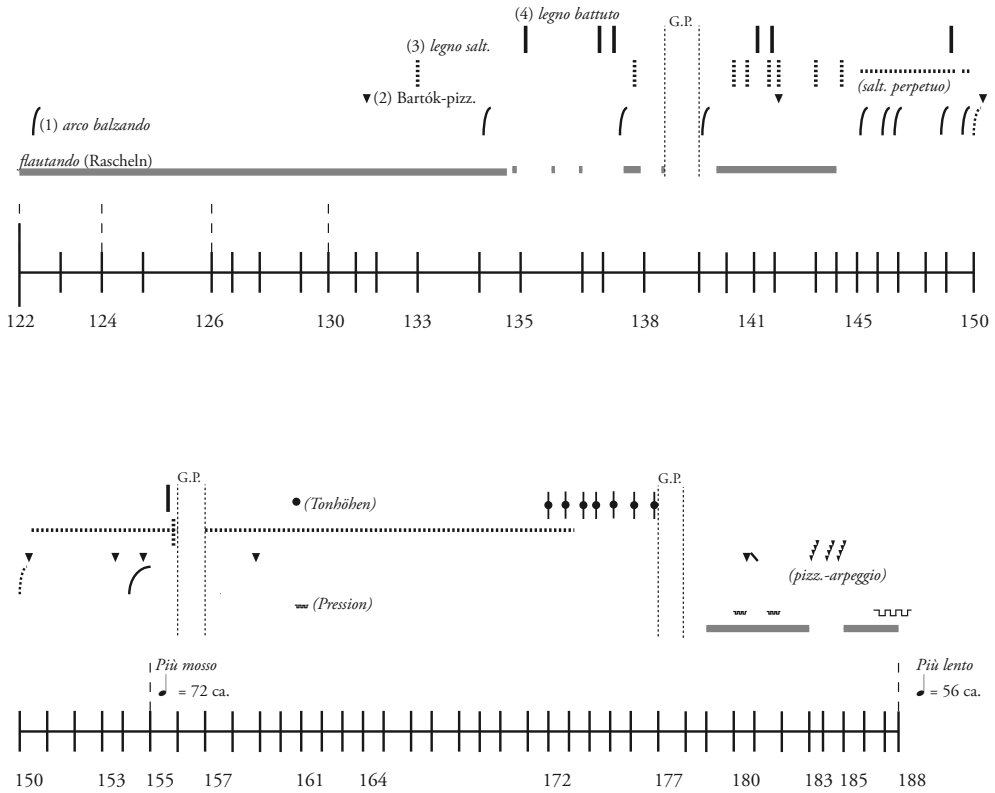 (4) legno battuto
G.P.
(3) legno salt.
(2) Bartók-pizz.
(salt. perpetuo)
(1) arco balzando
flautando (Rascheln)
122 124 126 130 133 135 138 141 145 150
G.P. G.P.
(Tonhöhen)
(pizz.-arpeggio)
(Pression)
Più mosso Più lento
= 72 ca. = 56 ca.
150 153 155 157 161 164 172 177 180 183 185 188